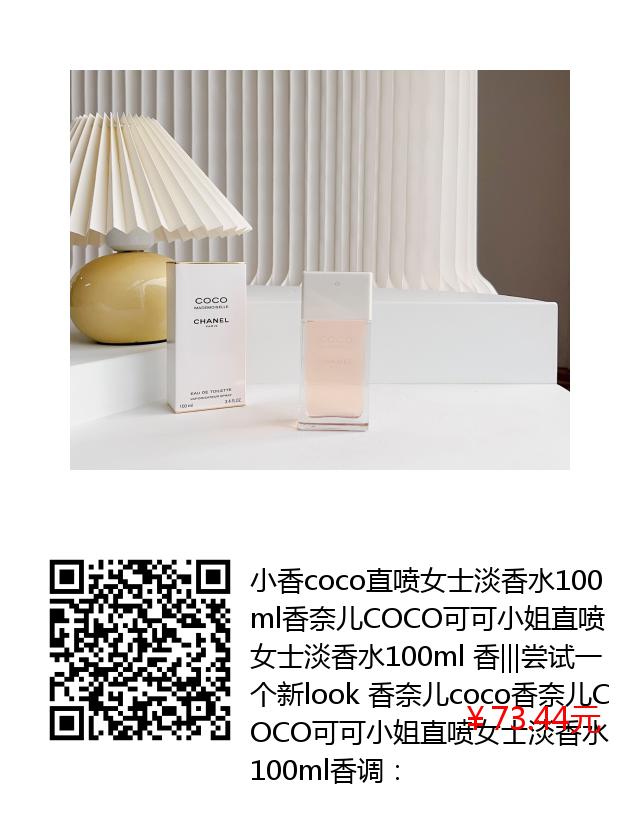 COCO
MADEMOISELLE
CHANEL
PARIS
EAU DE TOILETTE
VAPORISATEUR SPRAY
100 ml 3.4 fl.OZ
COCO
CHANEL
小香coco直喷女士淡香水100
ml香奈儿COCO可可小姐直喷
女士淡香水100ml 香|||尝试一
个新look 香奈儿coco香奈儿C
OCO可可小姐直喷女士淡香水
¥73.44元
100ml香调：